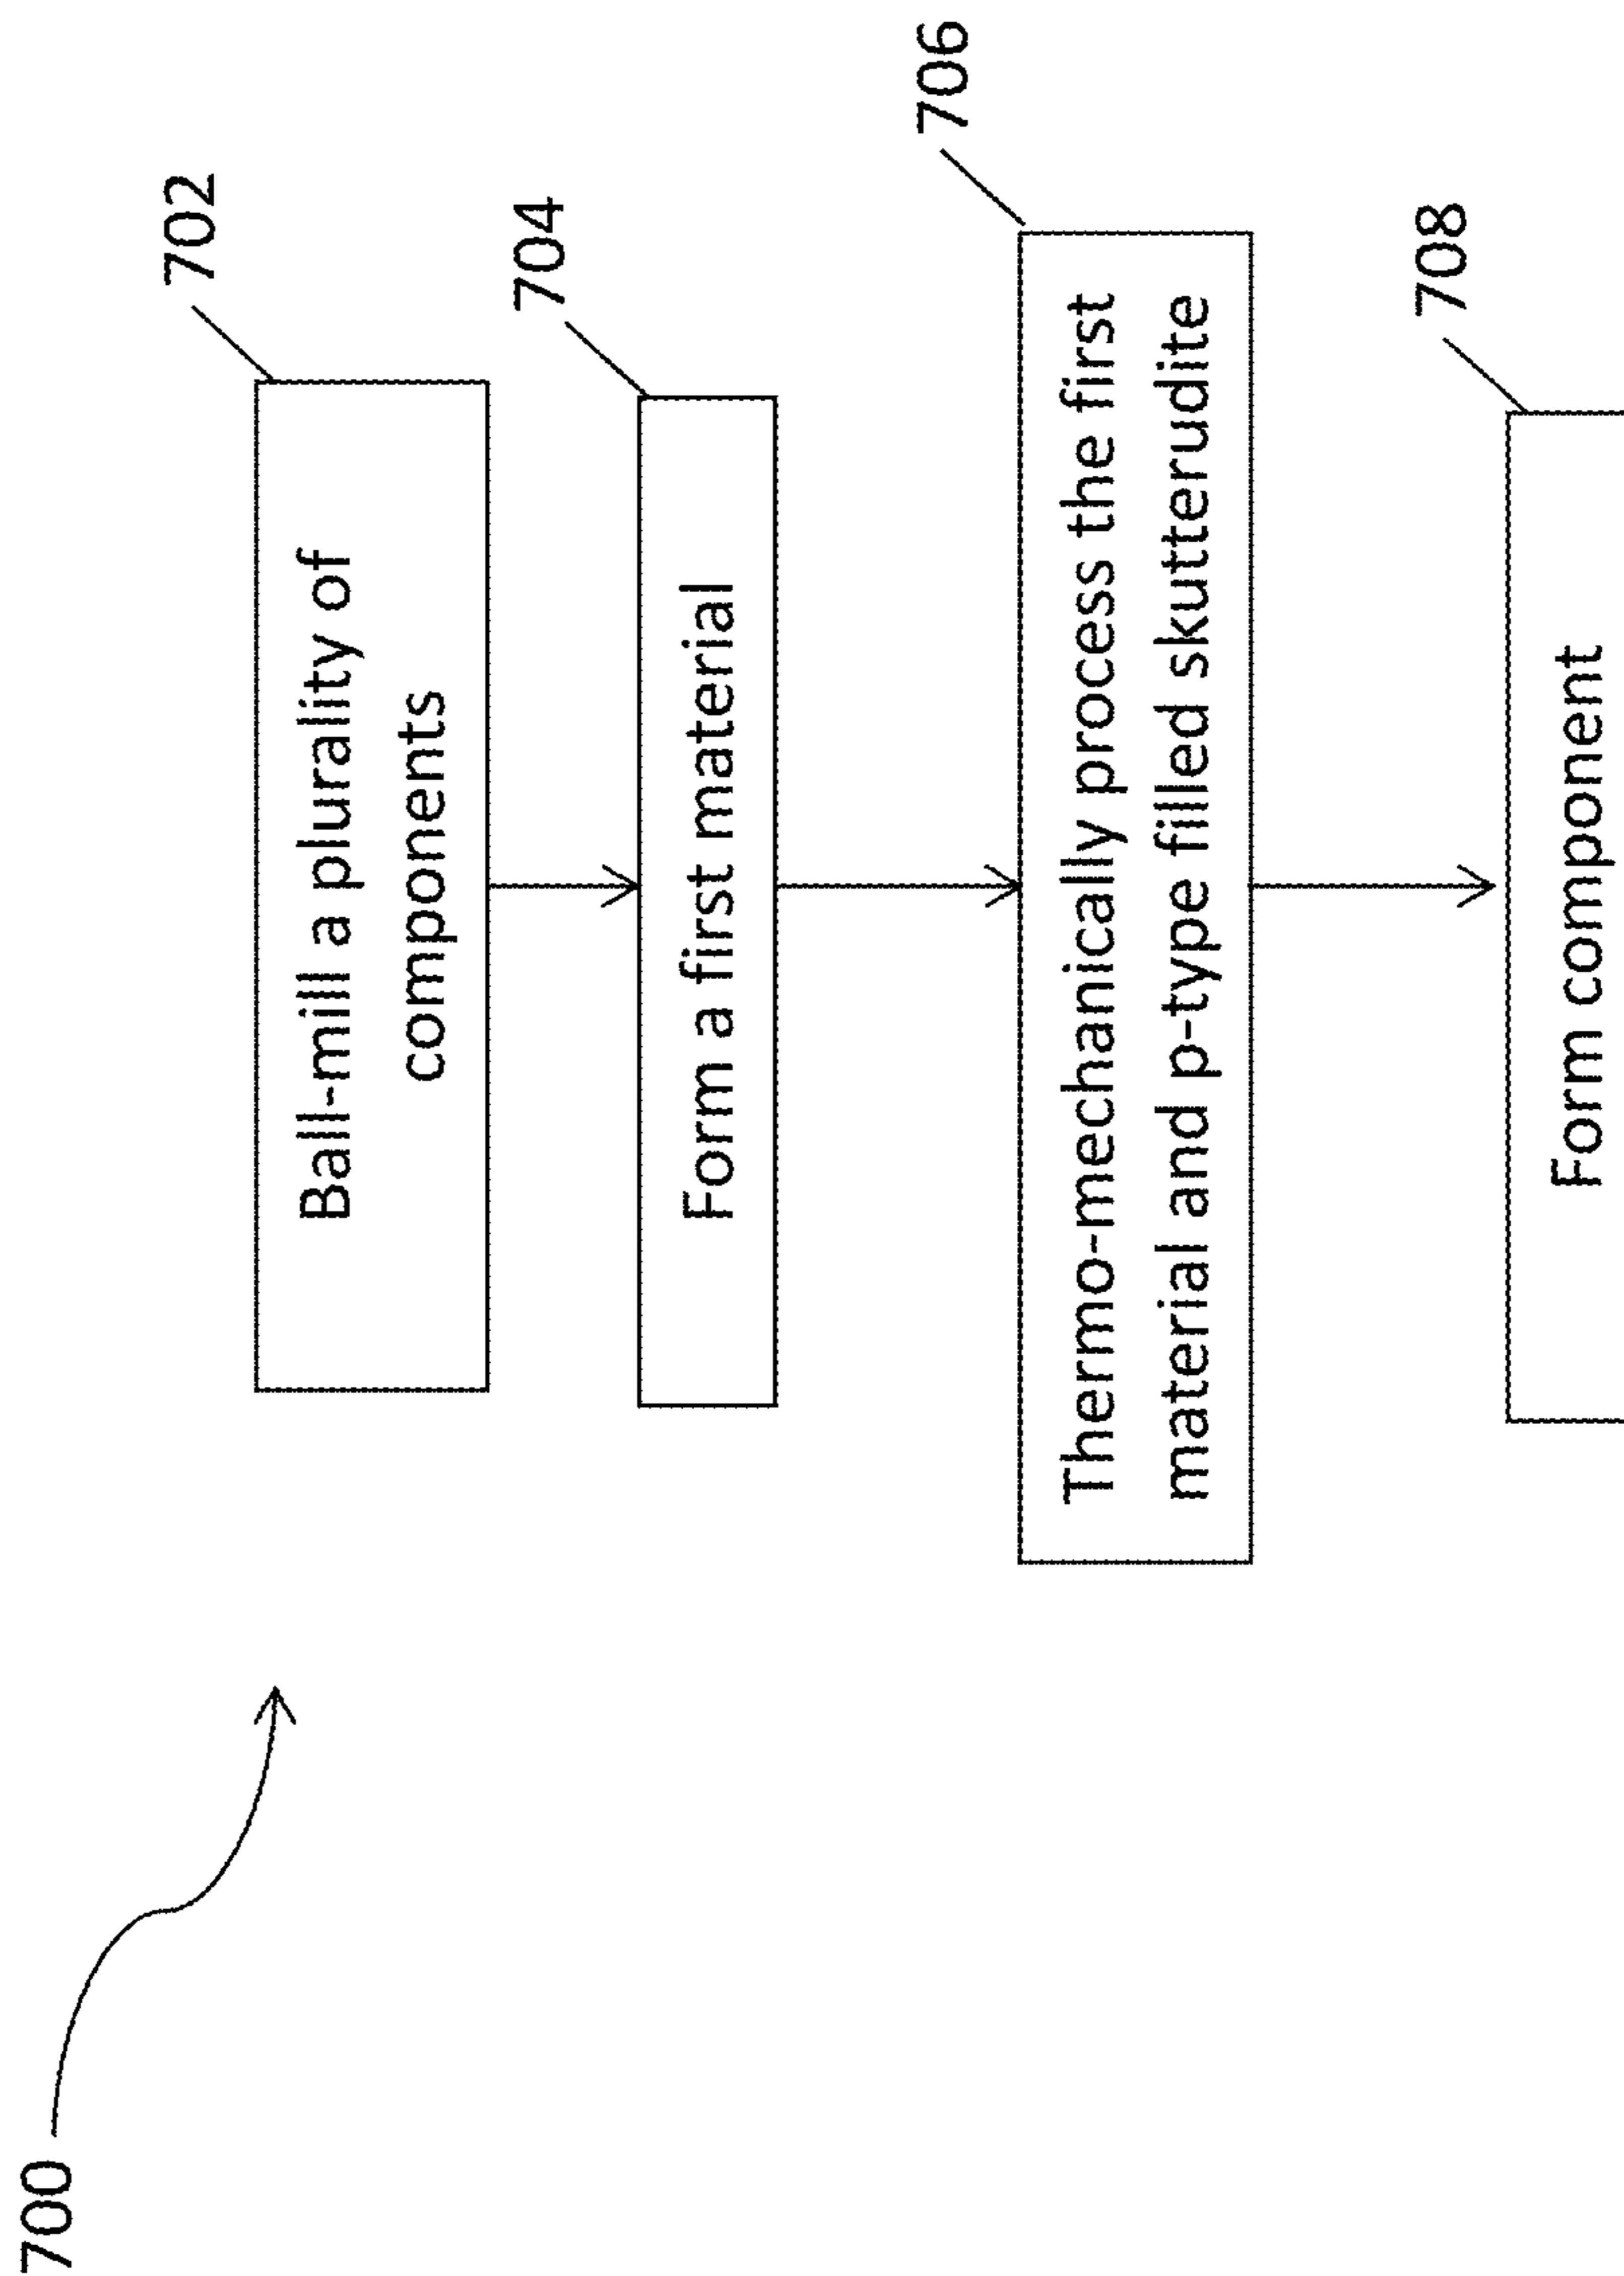 700
702
Ball-mill a plurality of
components
704
Form a first material
706
Thermo-mechanically process the first
material and p-type filled skutterudite
708
Form component